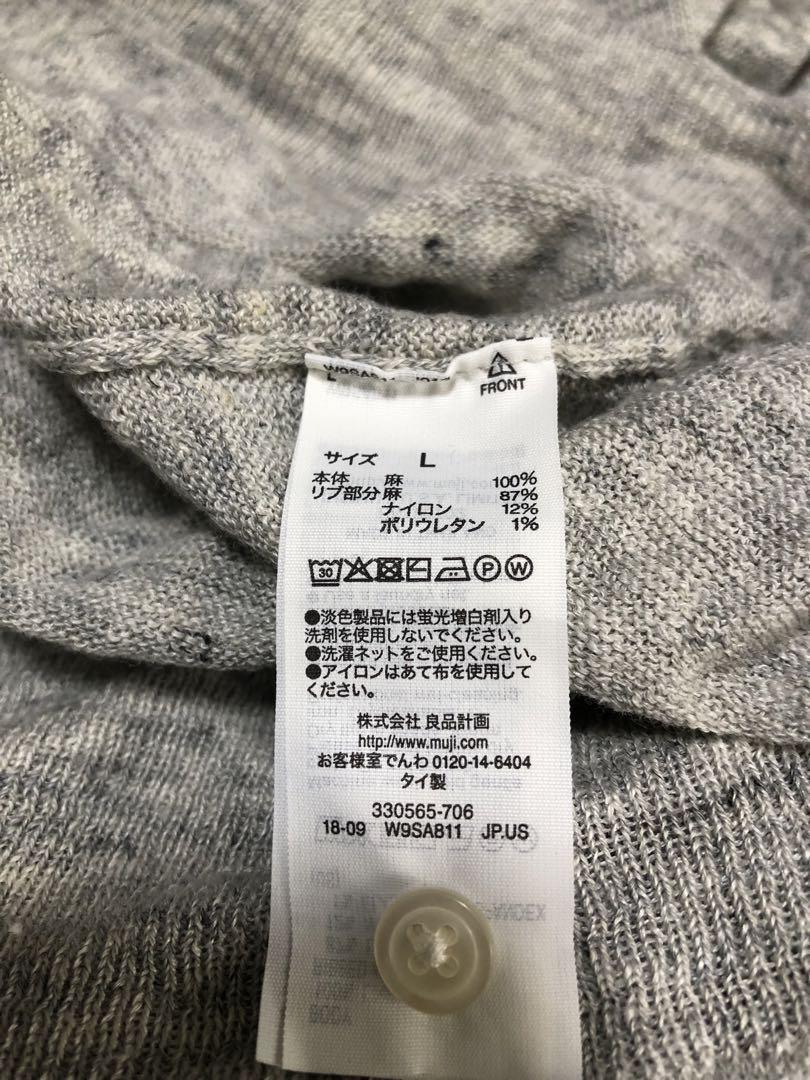 FRONT
サイズ L
本体 麻 100%
リブ部分麻 87%
ナイロン 12%
ポリウレタン 1%
30 P W
●淡色製品には蛍光増白剤入り
洗剤を使用しないでください。
●洗濯ネットをご使用ください。
●アイロンはあて布を使用して
ください。
株式会社 良品計画
http://www.muji.com
お客様室でんわ 0120-14-6404
タイ製
330565-706
18-09 W9SA811 JP.US